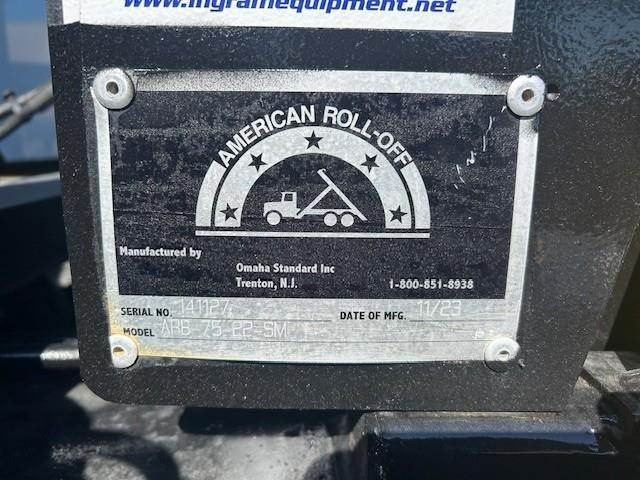 www.ingramequipment.net
AMERICAN ROLL-OFF
Manufactured by
Omaha Standard Inc
Trenton, N.J. 1-800-851-8938
SERIAL NO. 141127 DATE OF MFG. 11/23
MODEL 75-22-SM